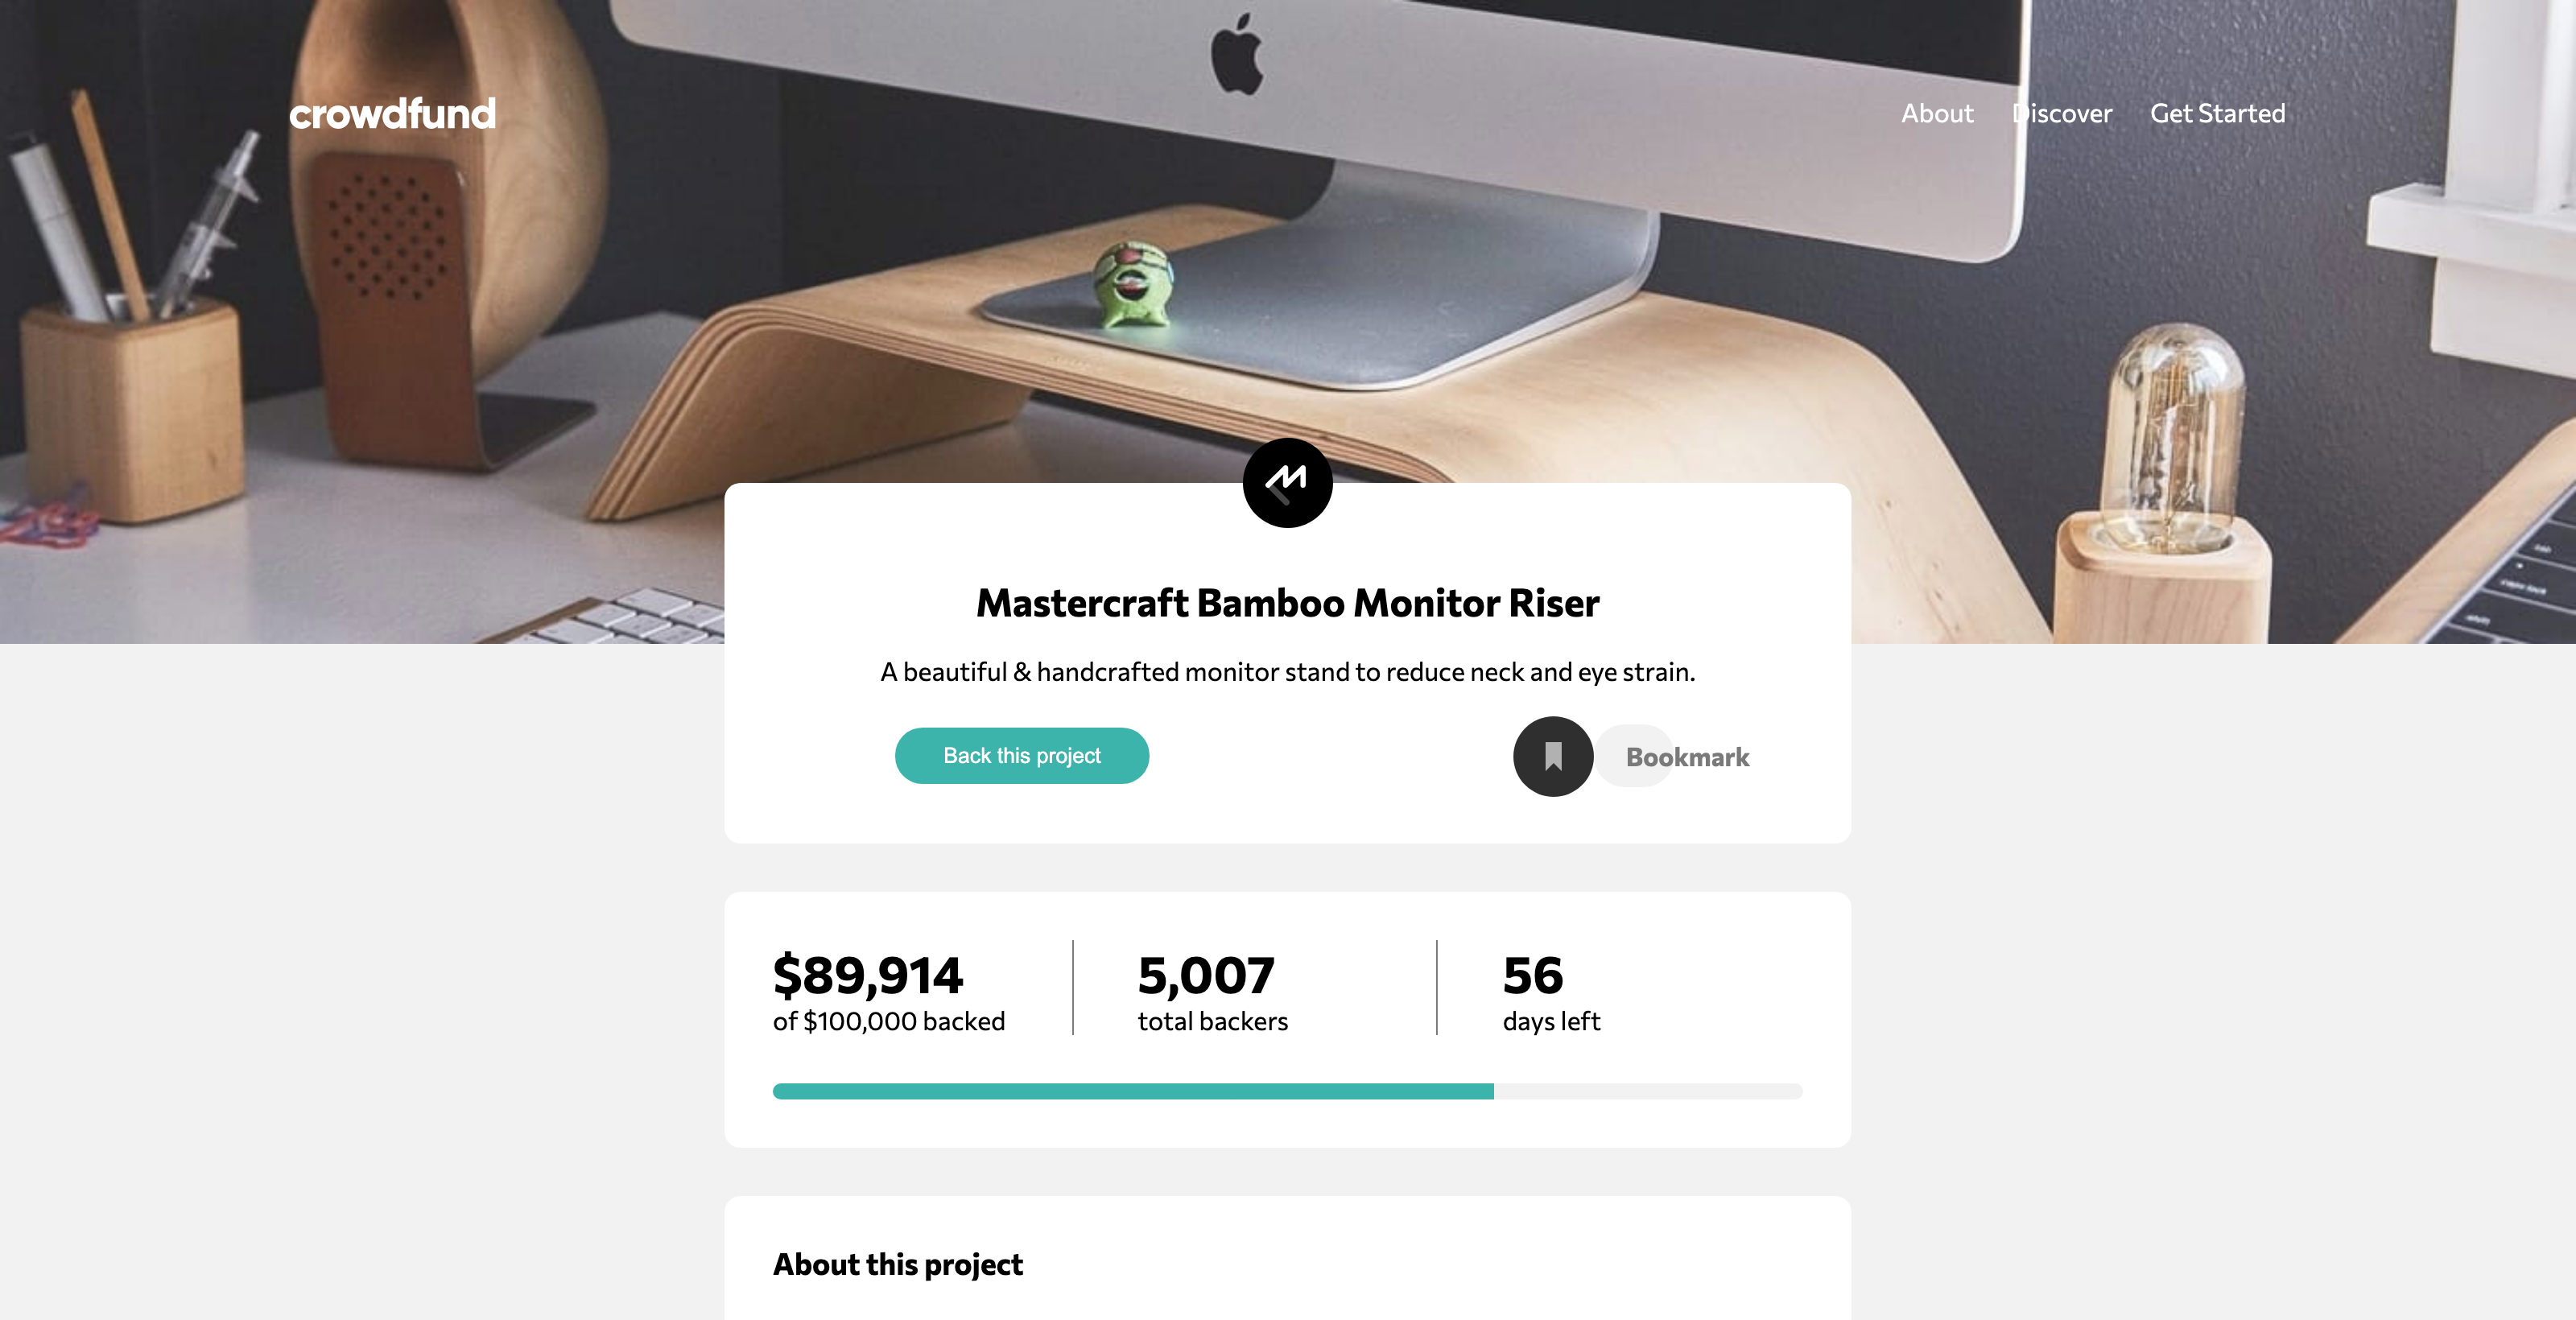 crowdfund
About Discover Get Started
Mastercraft Bamboo Monitor Riser
A beautiful & handcrafted monitor stand to reduce neck and eye strain.
Back this project
Bookmark
$89,914
of $100,000 backed
5,007
total backers
56
days left
About this project